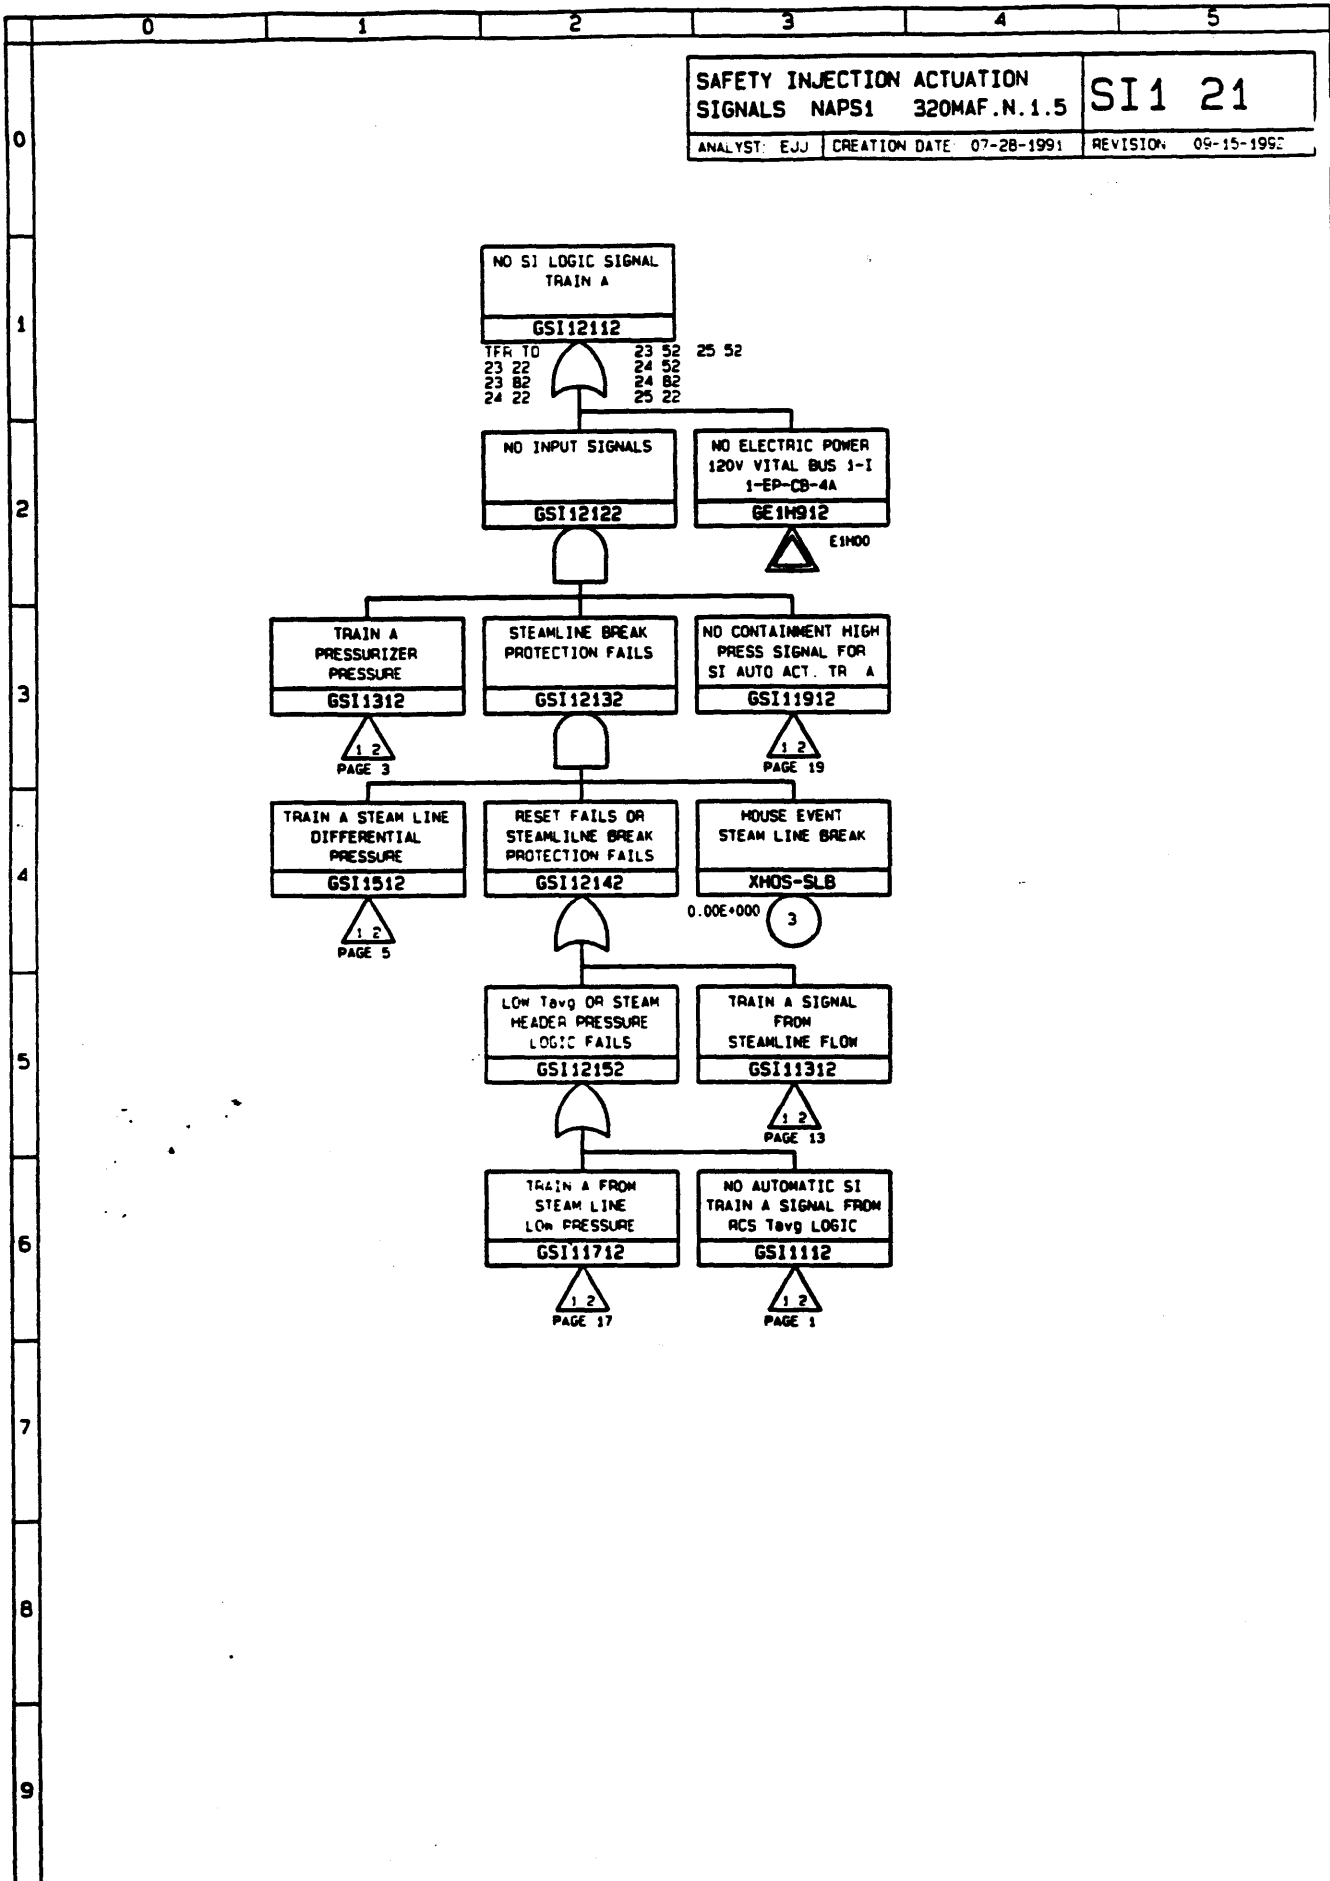 0 1 2 3 4 5
SAFETY INJECTION ACTUATION
SIGNALS NAPS1 320MAF.N.1.5
SI1 21
ANALYST: EJJ CREATION DATE: 07-28-1991 REVISION 09-15-199
0
NO SI LOGIC SIGNAL
TRAIN A
GSI12112
1
TFR TO 23 52 25 52
23 22 24 52
23 82 24 82
24 22 25 22
NO INPUT SIGNALS
GSI12122
NO ELECTRIC POWER
120V VITAL BUS 1-I
1-EP-CB-4A
GE1H912
E1H00
2
TRAIN A
PRESSURIZER
PRESSURE
GSI1312
1 2
PAGE 3
STEAMLINE BREAK
PROTECTION FAILS
GSI12132
NO CONTAINMENT HIGH
PRESS SIGNAL FOR
SI AUTO ACT. TR A
GSI11912
1 2
PAGE 19
3
TRAIN A STEAM LINE
DIFFERENTIAL
PRESSURE
GSI1512
1 2
PAGE 5
RESET FAILS OR
STEAMLILNE BREAK
PROTECTION FAILS
GSI12142
HOUSE EVENT
STEAM LINE BREAK
XHOS-SLB
0.00E+000
3
4
LOW Tavg OR STEAM
HEADER PRESSURE
LOGIC FAILS
GSI12152
TRAIN A SIGNAL
FROM
STEAMLINE FLOW
GSI11312
1 2
PAGE 13
5
TRAIN A FROM
STEAM LINE
LOW PRESSURE
GSI11712
1 2
PAGE 17
NO AUTOMATIC SI
TRAIN A SIGNAL FROM
RCS Tavg LOGIC
GSI1112
1 2
PAGE 1
6
7
8
9